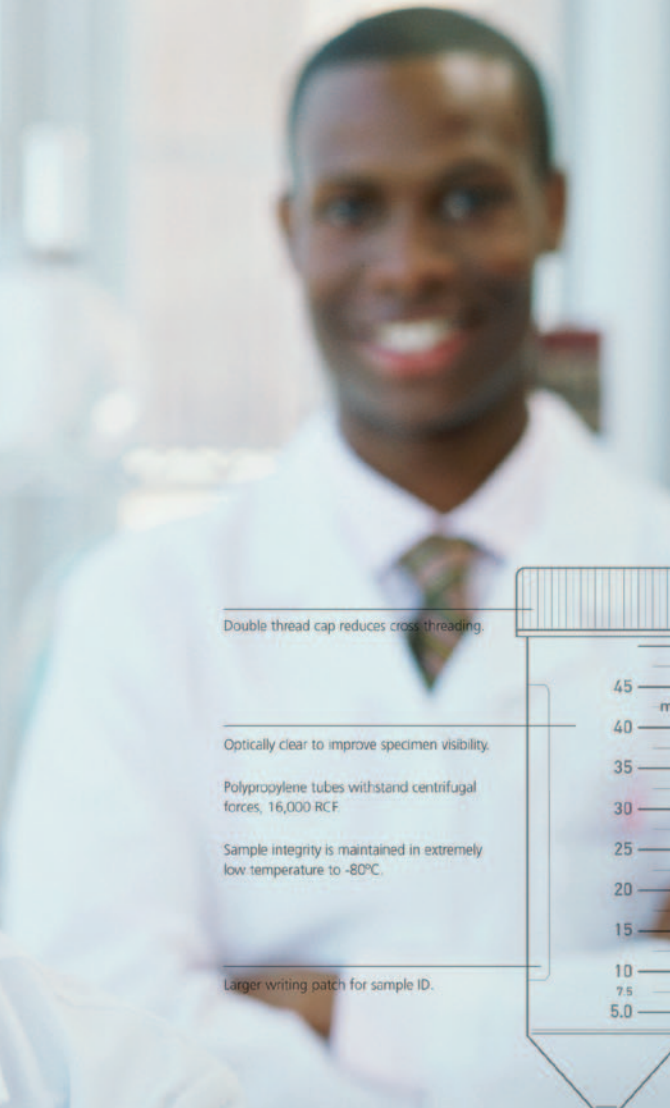 Double thread cap reduces cross threading.
Optically clear to improve specimen visibility.
Polypropylene tubes withstand centrifugal
forces, 16,000 RCF.
Sample integrity is maintained in extremely
low temperature to -80ºC.
Larger writing patch for sample ID.
45
40
35
30
25
20
15
10
7.5
5.0